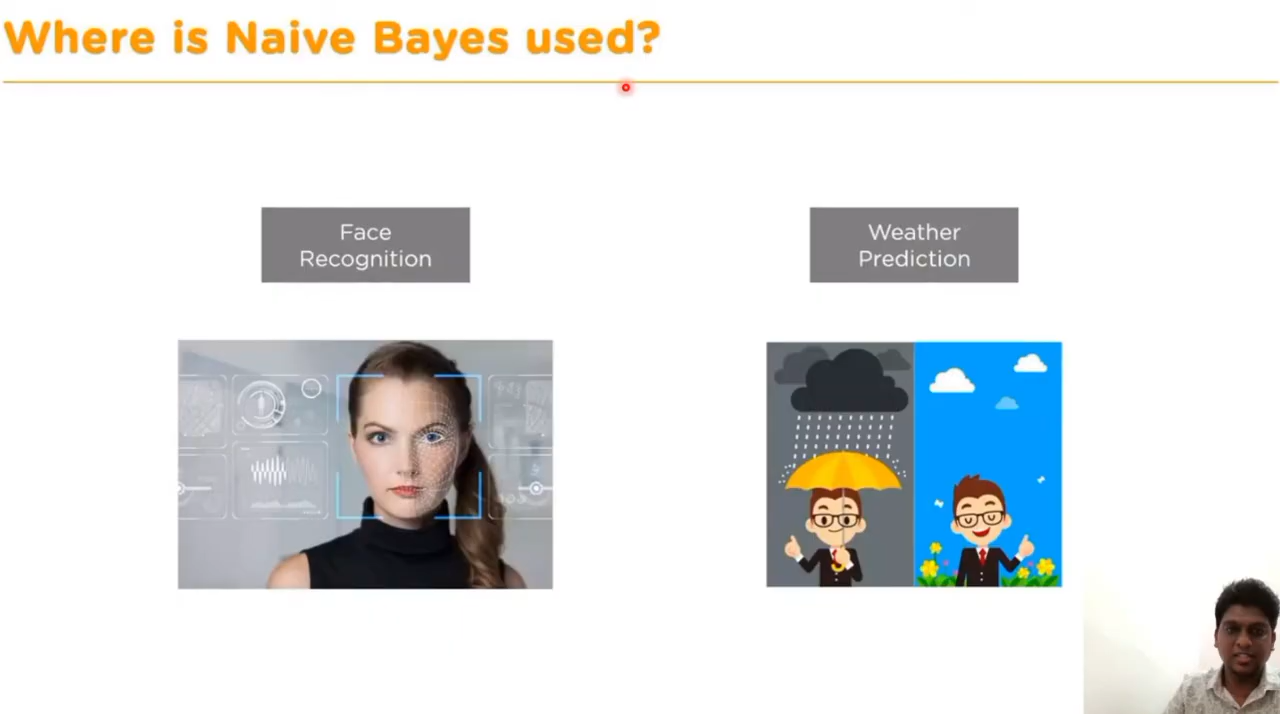 Where is Naive Bayes used?
Face
Recognition
Weather
Prediction